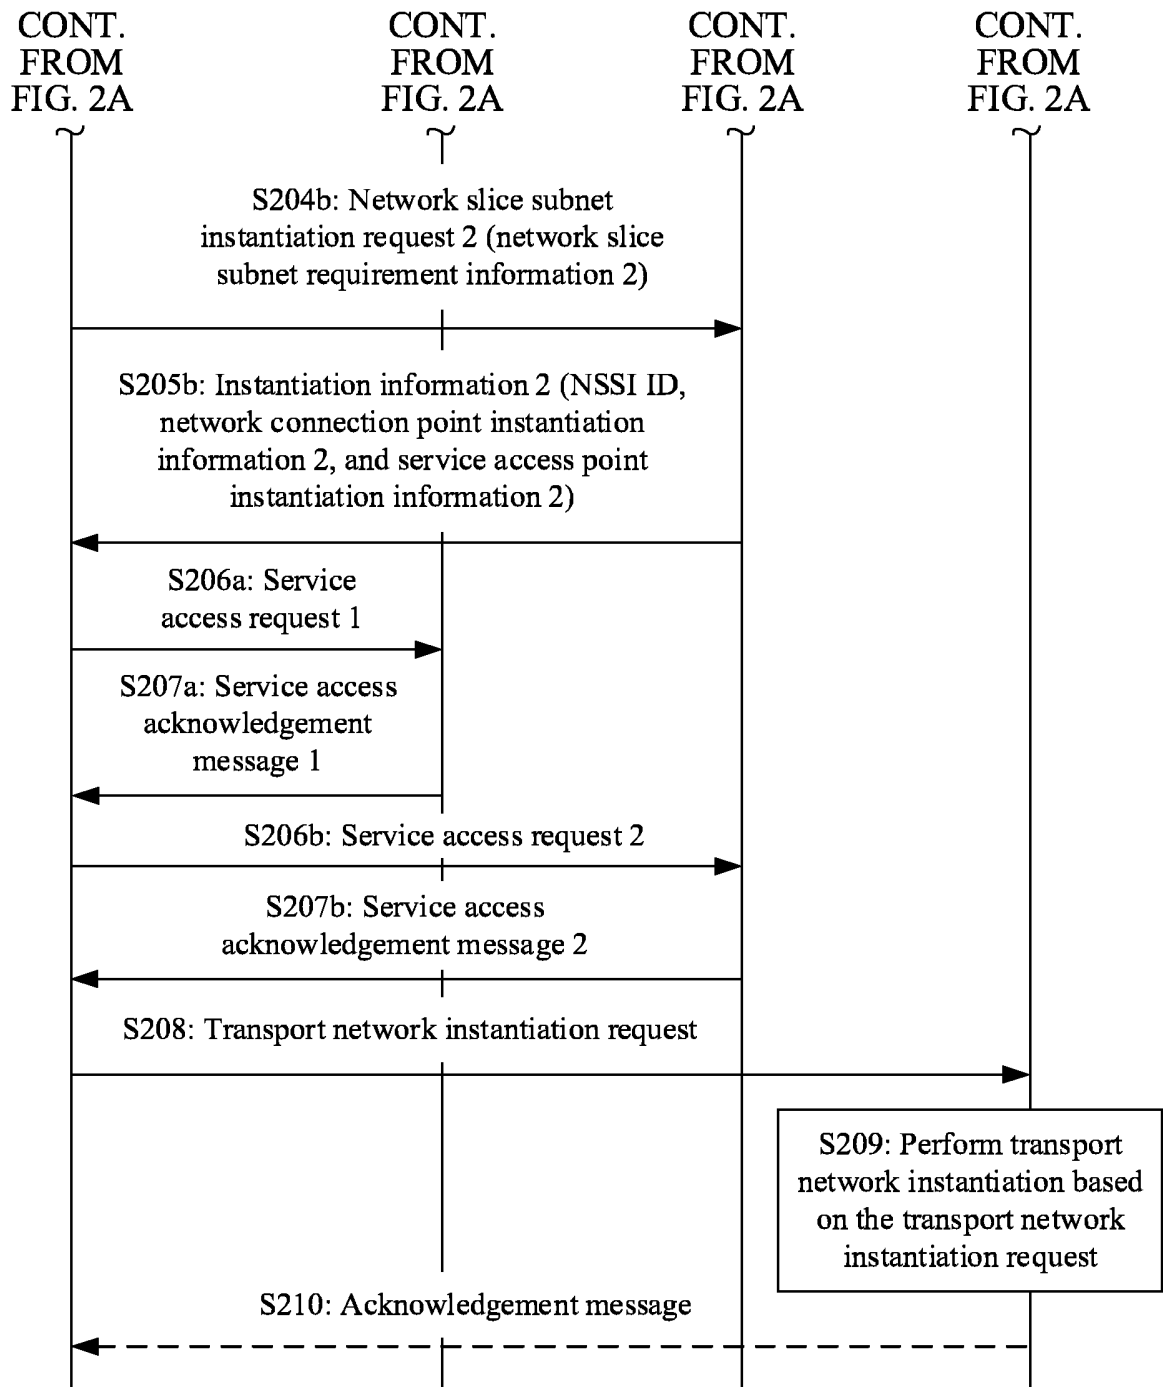 CONT.
FROM
FIG. 2A
CONT.
FROM
FIG. 2A
CONT.
FROM
FIG. 2A
CONT.
FROM
FIG. 2A
S204b: Network slice subnet
instantiation request 2 (network slice
subnet requirement information 2)
S205b: Instantiation information 2 (NSSI ID,
network connection point instantiation
information 2, and service access point
instantiation information 2)
S206a: Service
access request 1
S207a: Service access
acknowledgement
message 1
S206b: Service access request 2
S207b: Service access
acknowledgement message 2
S208: Transport network instantiation request
S209: Perform transport
network instantiation based
on the transport network
instantiation request
S210: Acknowledgement message